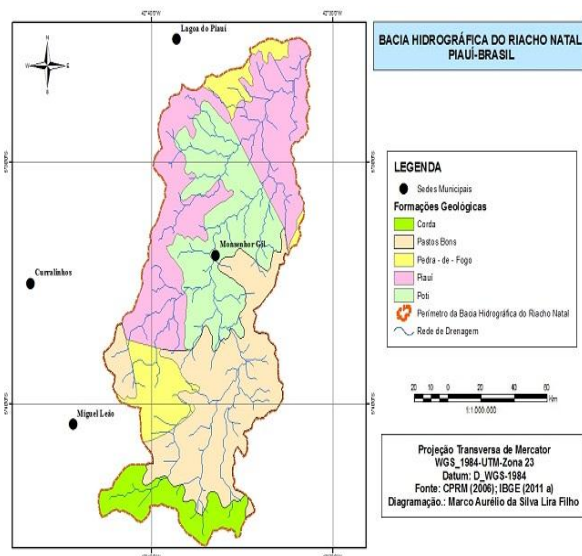 BACIA HIDROGRÁFICA DO RIACHO NATAL
PIAUÍ-BRASIL
Lagoa do Piauí
Monsenhor Gil
Curralinhos
Miguel Leão
N
W
E
S
LEGENDA
Sedes Municipais
Formações Geológicas
Corda
Pastos Bons
Pedra - de - Fogo
Piauí
Poti
Perímetro da Bacia Hidrográfica do Riacho Natal
Rede de Drenagem
20 10 0 20 40 60
Km
1:1.000.000
Projeção Transversa de Mercator
WGS_1984-UTM-Zona 23
Datum: D_WGS-1984
Fonte: CPRM (2006); IBGE (2011 a)
Diagramação.: Marco Aurélio da Silva Lira Filho